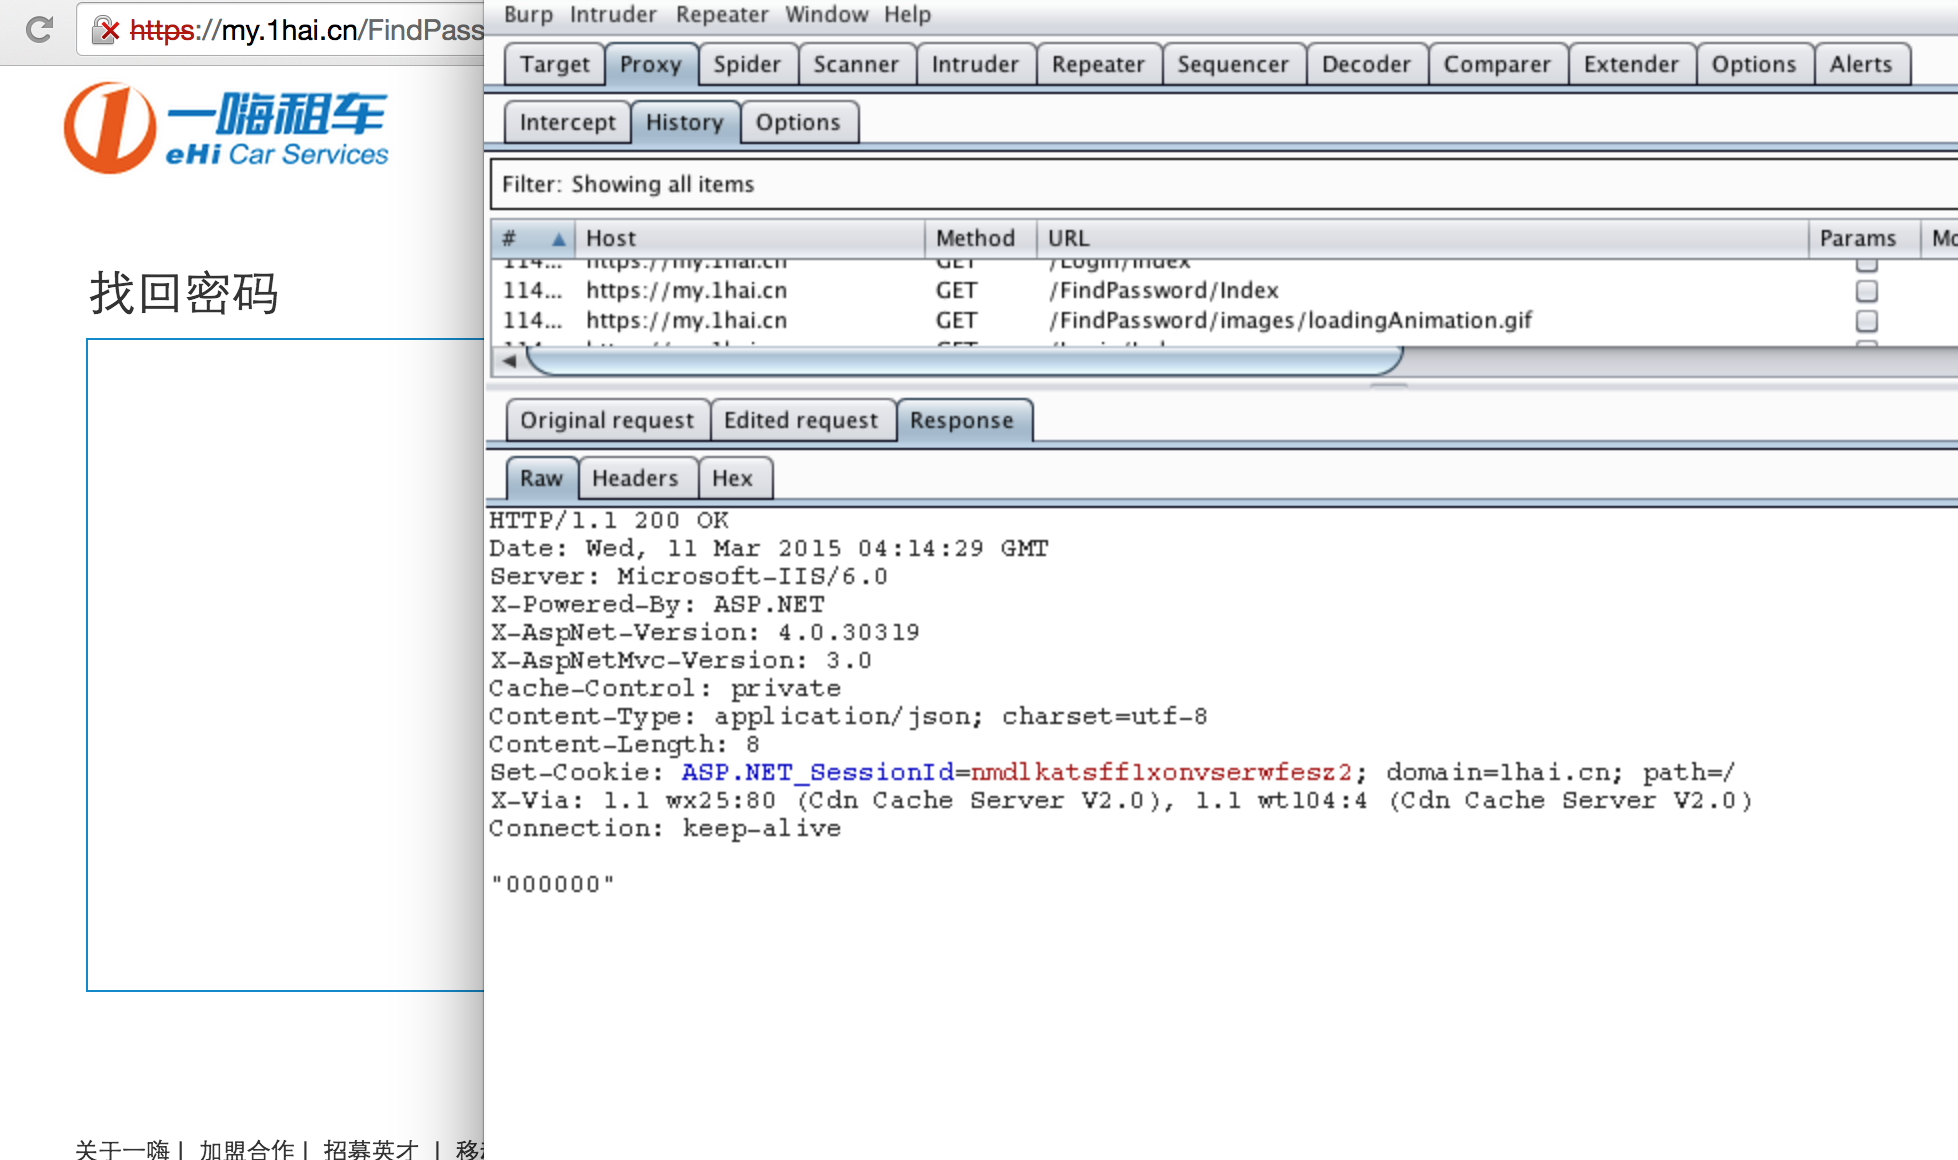 https://my.1hai.cn/FindPass
一嗨租车
eHi Car Services
找回密码
关于一嗨 | 加盟合作 | 招募英才 |
Burp Intruder Repeater Window Help
Target Proxy Spider Scanner Intruder Repeater Sequencer Decoder Comparer Extender Options Alerts
Intercept History Options
Filter: Showing all items
# Host Method URL Params
114... https://my.1hai.cn GET /Login/Index
114... https://my.1hai.cn GET /FindPassword/Index
114... https://my.1hai.cn GET /FindPassword/images/loadingAnimation.gif
Original request Edited request Response
Raw Headers Hex
HTTP/1.1 200 OK
Date: Wed, 11 Mar 2015 04:14:29 GMT
Server: Microsoft-IIS/6.0
X-Powered-By: ASP.NET
X-AspNet-Version: 4.0.30319
X-AspNetMvc-Version: 3.0
Cache-Control: private
Content-Type: application/json; charset=utf-8
Content-Length: 8
Set-Cookie: ASP.NET_SessionId=nmdlkatsfflxonvserwfesz2; domain=1hai.cn; path=/
X-Via: 1.1 wx25:80 (Cdn Cache Server V2.0), 1.1 wt104:4 (Cdn Cache Server V2.0)
Connection: keep-alive
"000000"